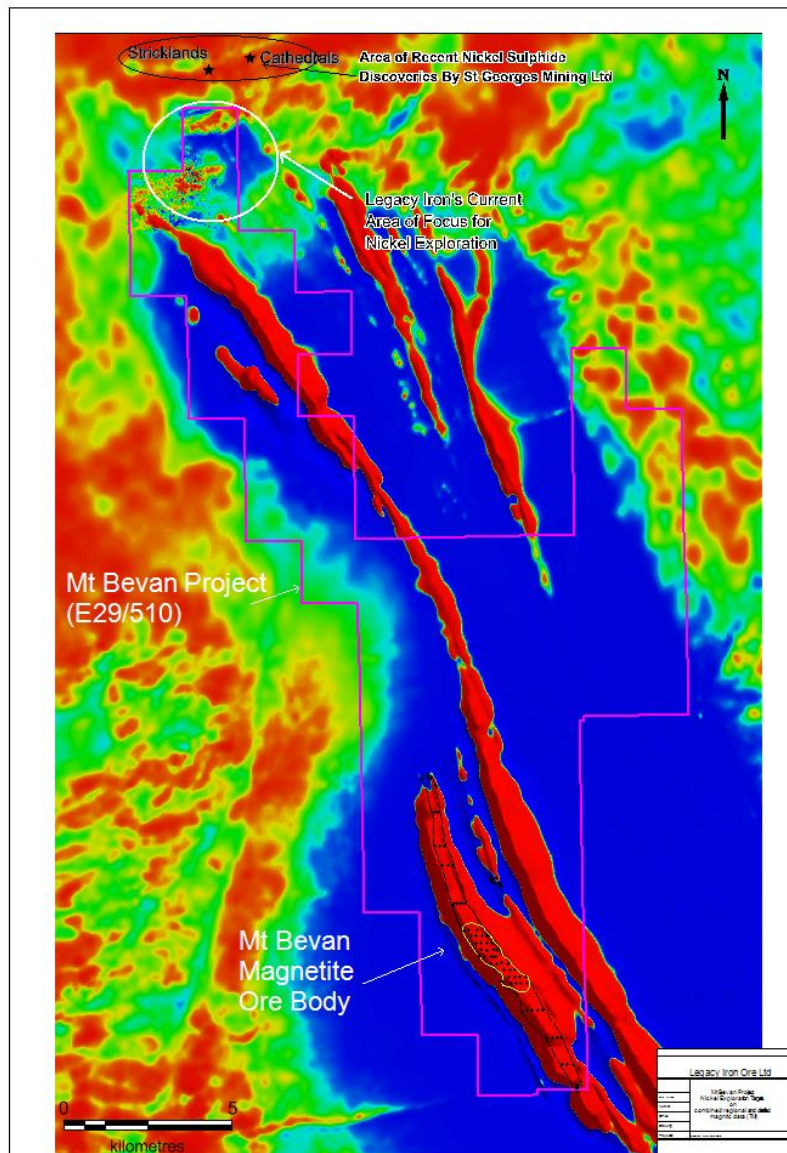 Stricklands
Cathedrals
Area of Recent Nickel Sulphide
Discoveries By St Georges Mining Ltd
N
Legacy Iron's Current
Area of Focus for
Nickel Exploration
Mt Bevan Project
(E29/510)
Mt Bevan
Magnetite
Ore Body
0
5
kilometres
Legacy Iron Ore Ltd
Mt Bevan Project
Nickel Exploration Targets
on
combined regional and detailed
magnetic data (TMI)